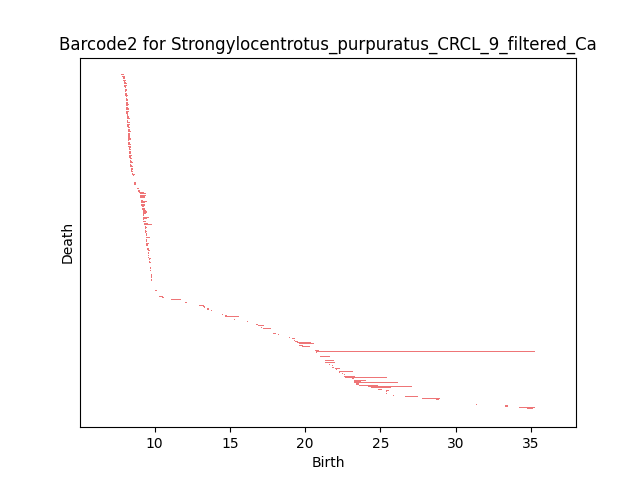 Barcode2 for Strongylocentrotus_purpuratus_CRCL_9_filtered_Ca
Death
10 15 20 25 30 35
Birth